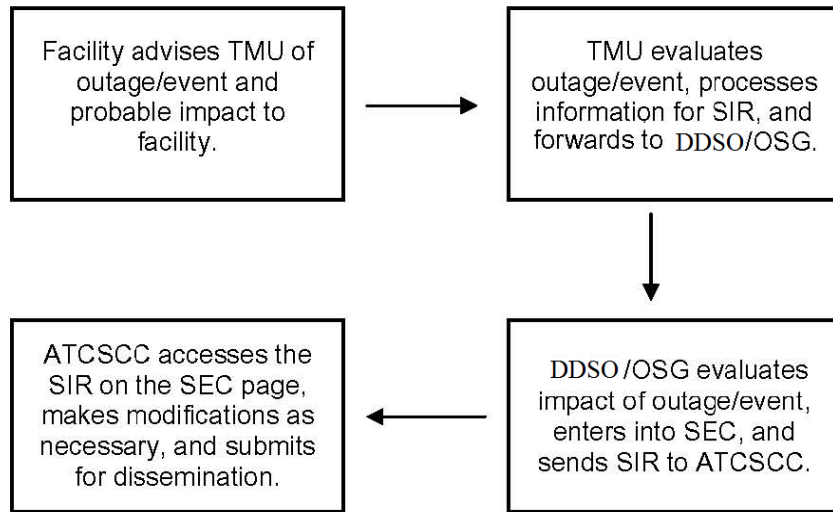 Facility advises TMU of
outage/event and
probable impact to
facility.
TMU evaluates
outage/event, processes
information for SIR, and
forwards to DDSO/OSG.
DDSO /OSG evaluates
impact of outage/event,
enters into SEC, and
sends SIR to ATCSCC.
ATCSCC accesses the
SIR on the SEC page,
makes modifications as
necessary, and submits
for dissemination.